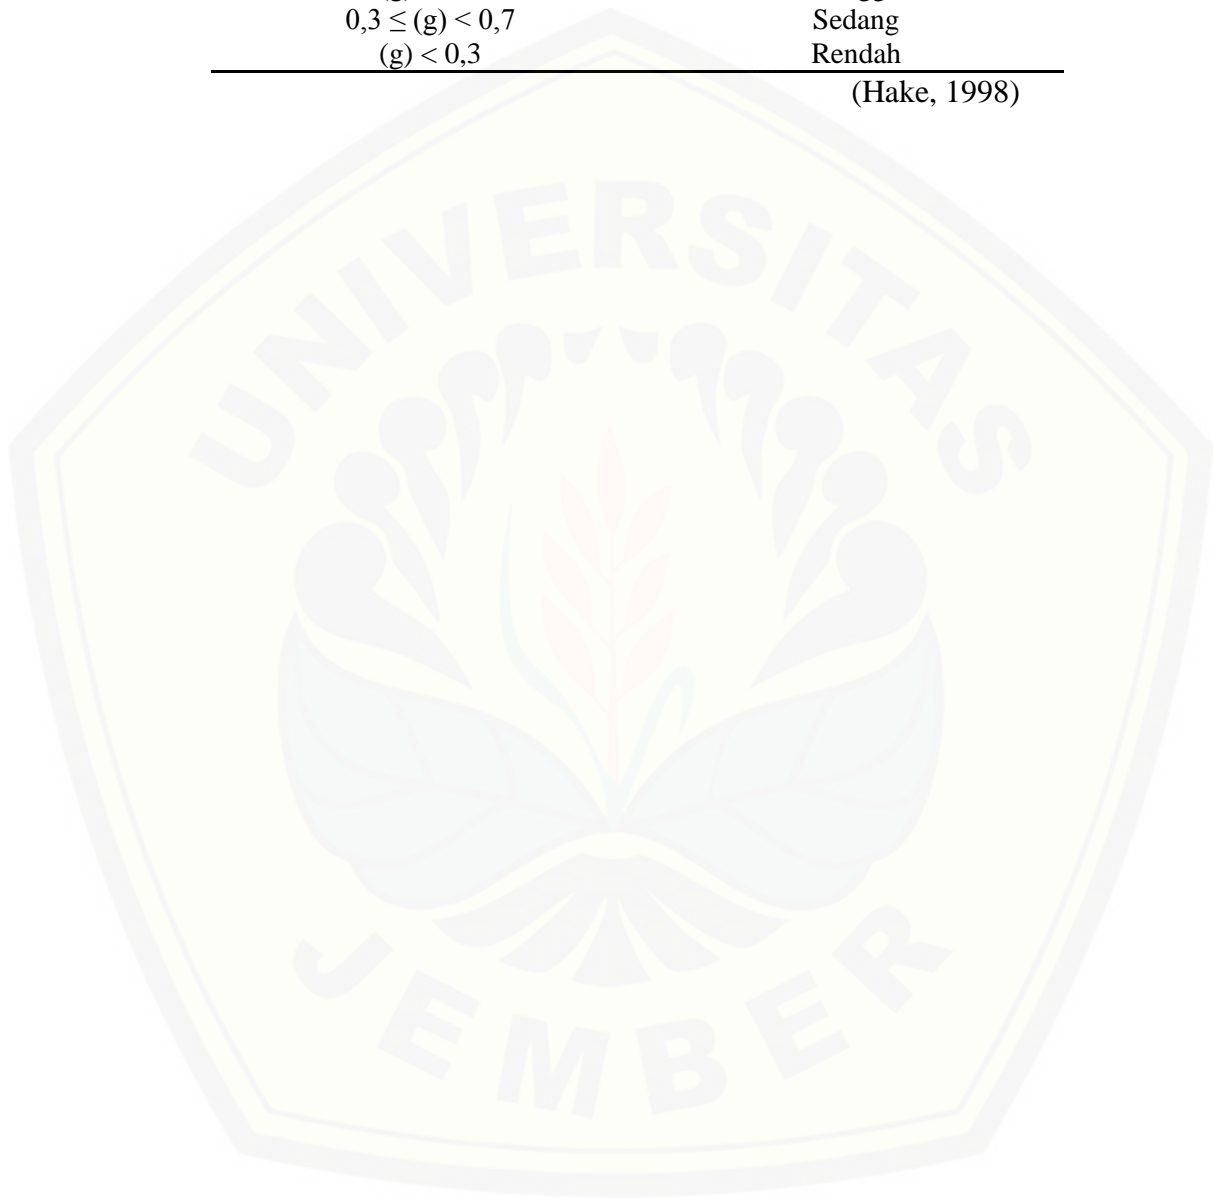 0,3 ≤ (g) < 0,7 Sedang
(g) < 0,3 Rendah
(Hake, 1998)
UNIVERSITAS
JEMBER